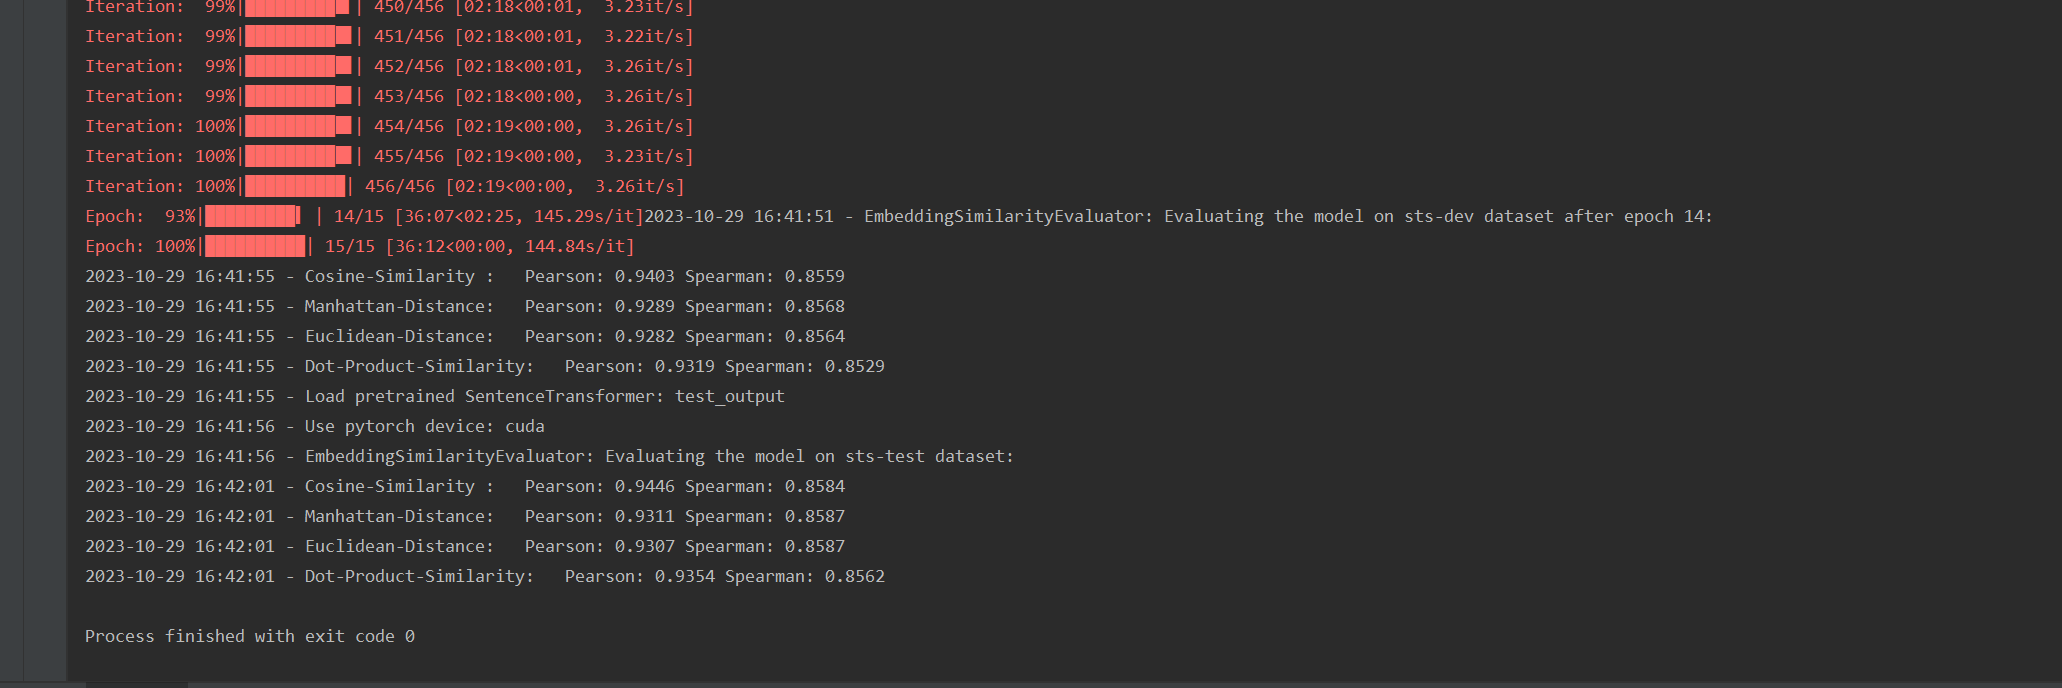 Iteration:  99%|█████████▊| 450/456 [02:18<00:01,  3.23it/s]
Iteration:  99%|█████████▉| 451/456 [02:18<00:01,  3.22it/s]
Iteration:  99%|█████████▉| 452/456 [02:18<00:01,  3.26it/s]
Iteration:  99%|█████████▉| 453/456 [02:18<00:00,  3.26it/s]
Iteration: 100%|█████████▉| 454/456 [02:19<00:00,  3.26it/s]
Iteration: 100%|█████████▉| 455/456 [02:19<00:00,  3.23it/s]
Iteration: 100%|██████████| 456/456 [02:19<00:00,  3.26it/s]
Epoch:  93%|█████████▎| 14/15 [36:07<02:25, 145.29s/it]2023-10-29 16:41:51 - EmbeddingSimilarityEvaluator: Evaluating the model on sts-dev dataset after epoch 14:
Epoch: 100%|██████████| 15/15 [36:12<00:00, 144.84s/it]
2023-10-29 16:41:55 - Cosine-Similarity :   Pearson: 0.9403 Spearman: 0.8559
2023-10-29 16:41:55 - Manhattan-Distance:   Pearson: 0.9289 Spearman: 0.8568
2023-10-29 16:41:55 - Euclidean-Distance:   Pearson: 0.9282 Spearman: 0.8564
2023-10-29 16:41:55 - Dot-Product-Similarity:   Pearson: 0.9319 Spearman: 0.8529
2023-10-29 16:41:55 - Load pretrained SentenceTransformer: test_output
2023-10-29 16:41:56 - Use pytorch device: cuda
2023-10-29 16:41:56 - EmbeddingSimilarityEvaluator: Evaluating the model on sts-test dataset:
2023-10-29 16:42:01 - Cosine-Similarity :   Pearson: 0.9446 Spearman: 0.8584
2023-10-29 16:42:01 - Manhattan-Distance:   Pearson: 0.9311 Spearman: 0.8587
2023-10-29 16:42:01 - Euclidean-Distance:   Pearson: 0.9307 Spearman: 0.8587
2023-10-29 16:42:01 - Dot-Product-Similarity:   Pearson: 0.9354 Spearman: 0.8562
Process finished with exit code 0